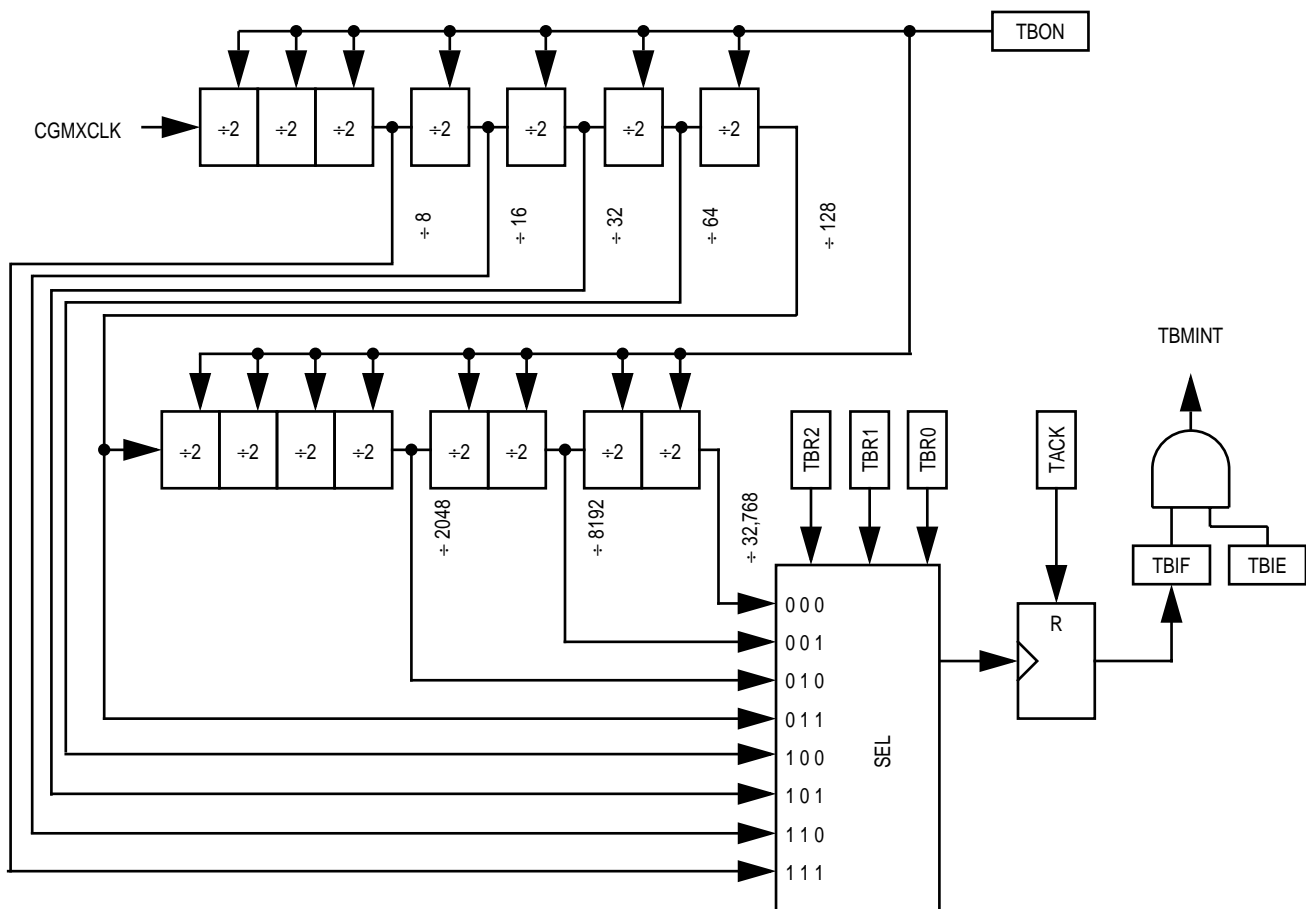 TBON
CGMXCLK
÷2 ÷2 ÷2 ÷2 ÷2 ÷2 ÷2
÷ 8
÷ 16
÷ 32
÷ 64
÷ 128
TBMINT
÷2 ÷2 ÷2 ÷2 ÷2 ÷2 ÷2 ÷2
÷ 2048
÷ 8192
÷ 32,768
TBR2
TBR1
TBR0
TACK
TBIF
TBIE
0 0 0
0 0 1
0 1 0
0 1 1
1 0 0
1 0 1
1 1 0
1 1 1
SEL
R